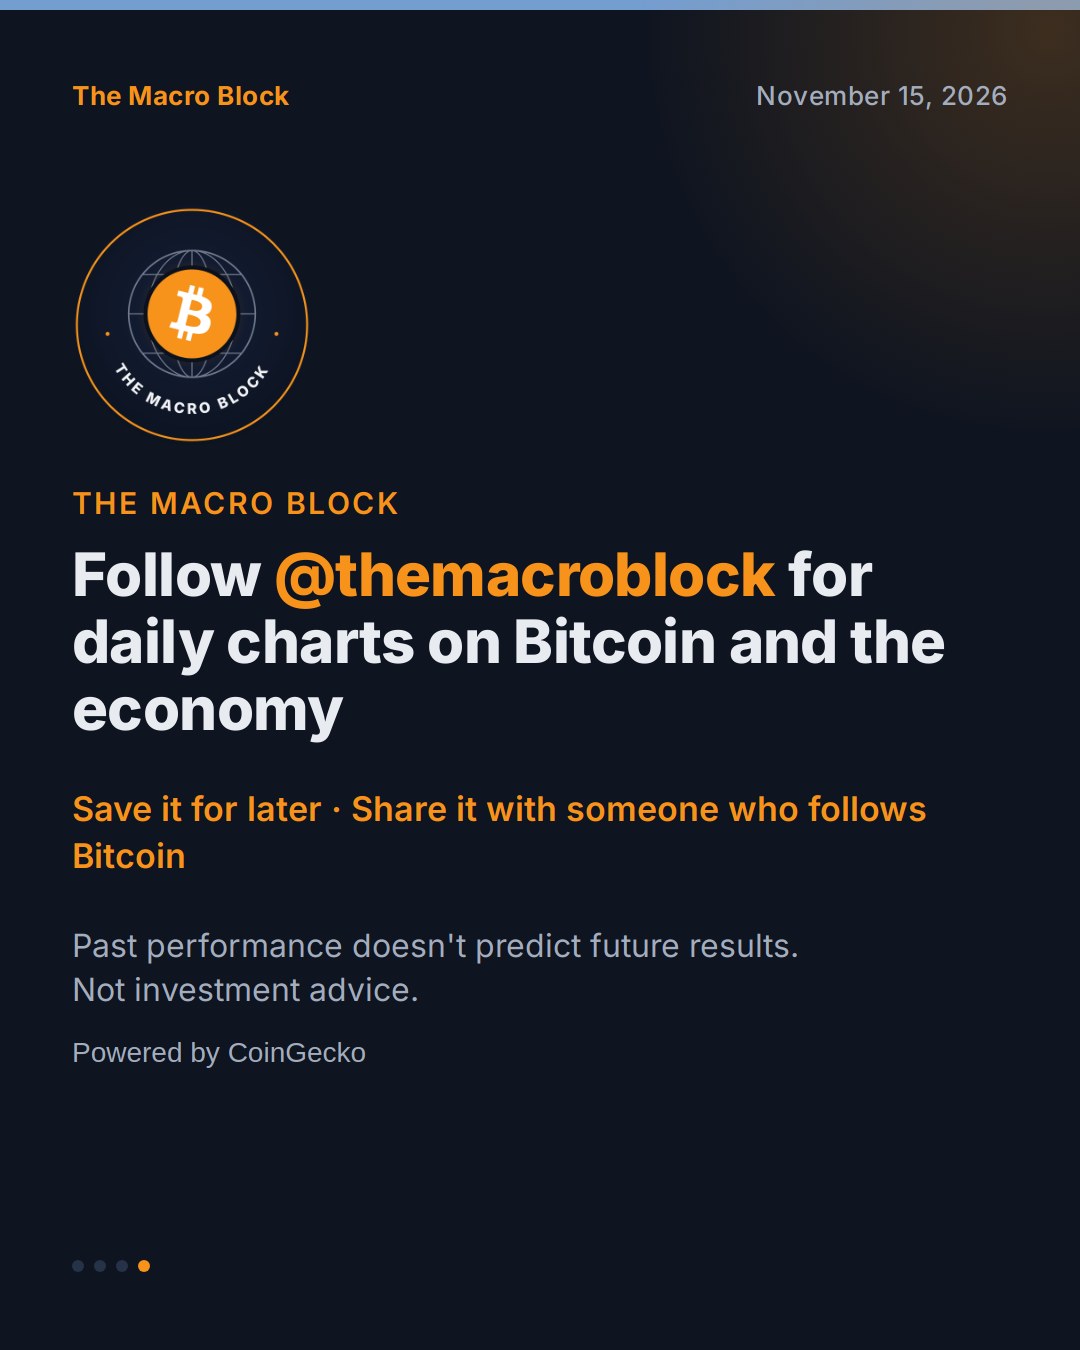 The Macro Block
November 15, 2026
THE MACRO BLOCK
THE MACRO BLOCK
Follow @themacroblock for
daily charts on Bitcoin and the
economy
Save it for later · Share it with someone who follows
Bitcoin
Past performance doesn't predict future results.
Not investment advice.
Powered by CoinGecko